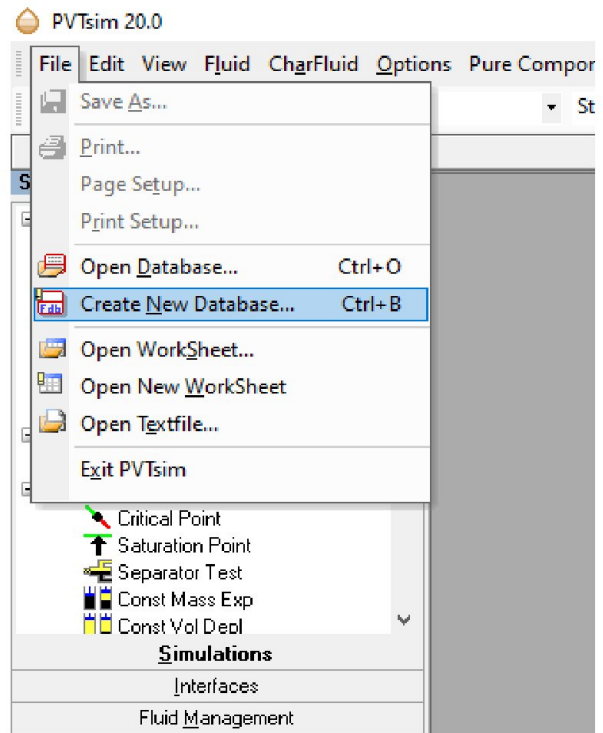 PVTsim 20.0
File Edit View Fluid CharFluid Options Pure Compor
Save As...
St
Print...
S
Page Setup...
Print Setup...
Open Database... Ctrl+O
Fdb Create New Database... Ctrl+B
Open WorkSheet...
Open New WorkSheet
Open Textfile...
Exit PVTsim
Critical Point
Saturation Point
Separator Test
Const Mass Exp
Const Vol Depl
Simulations
Interfaces
Fluid Management